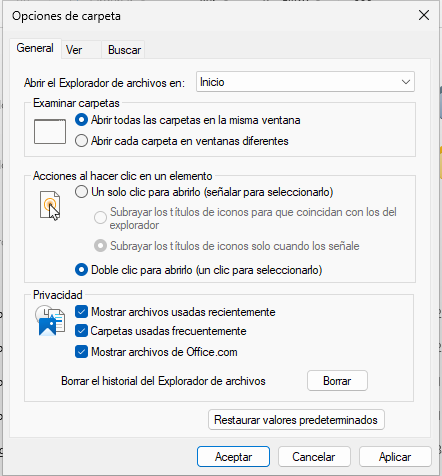 Opciones de carpeta
General Ver Buscar
Abrir el Explorador de archivos en: Inicio
Examinar carpetas
Abrir todas las carpetas en la misma ventana
Abrir cada carpeta en ventanas diferentes
Acciones al hacer clic en un elemento
Un solo clic para abrirlo (señalar para seleccionarlo)
Subrayar los títulos de iconos para que coincidan con los del
explorador
Subrayar los títulos de iconos solo cuando los señale
Doble clic para abrirlo (un clic para seleccionarlo)
Privacidad
Mostrar archivos usadas recientemente
Carpetas usadas frecuentemente
Mostrar archivos de Office.com
Borrar el historial del Explorador de archivos Borrar
Restaurar valores predeterminados
Aceptar Cancelar Aplicar